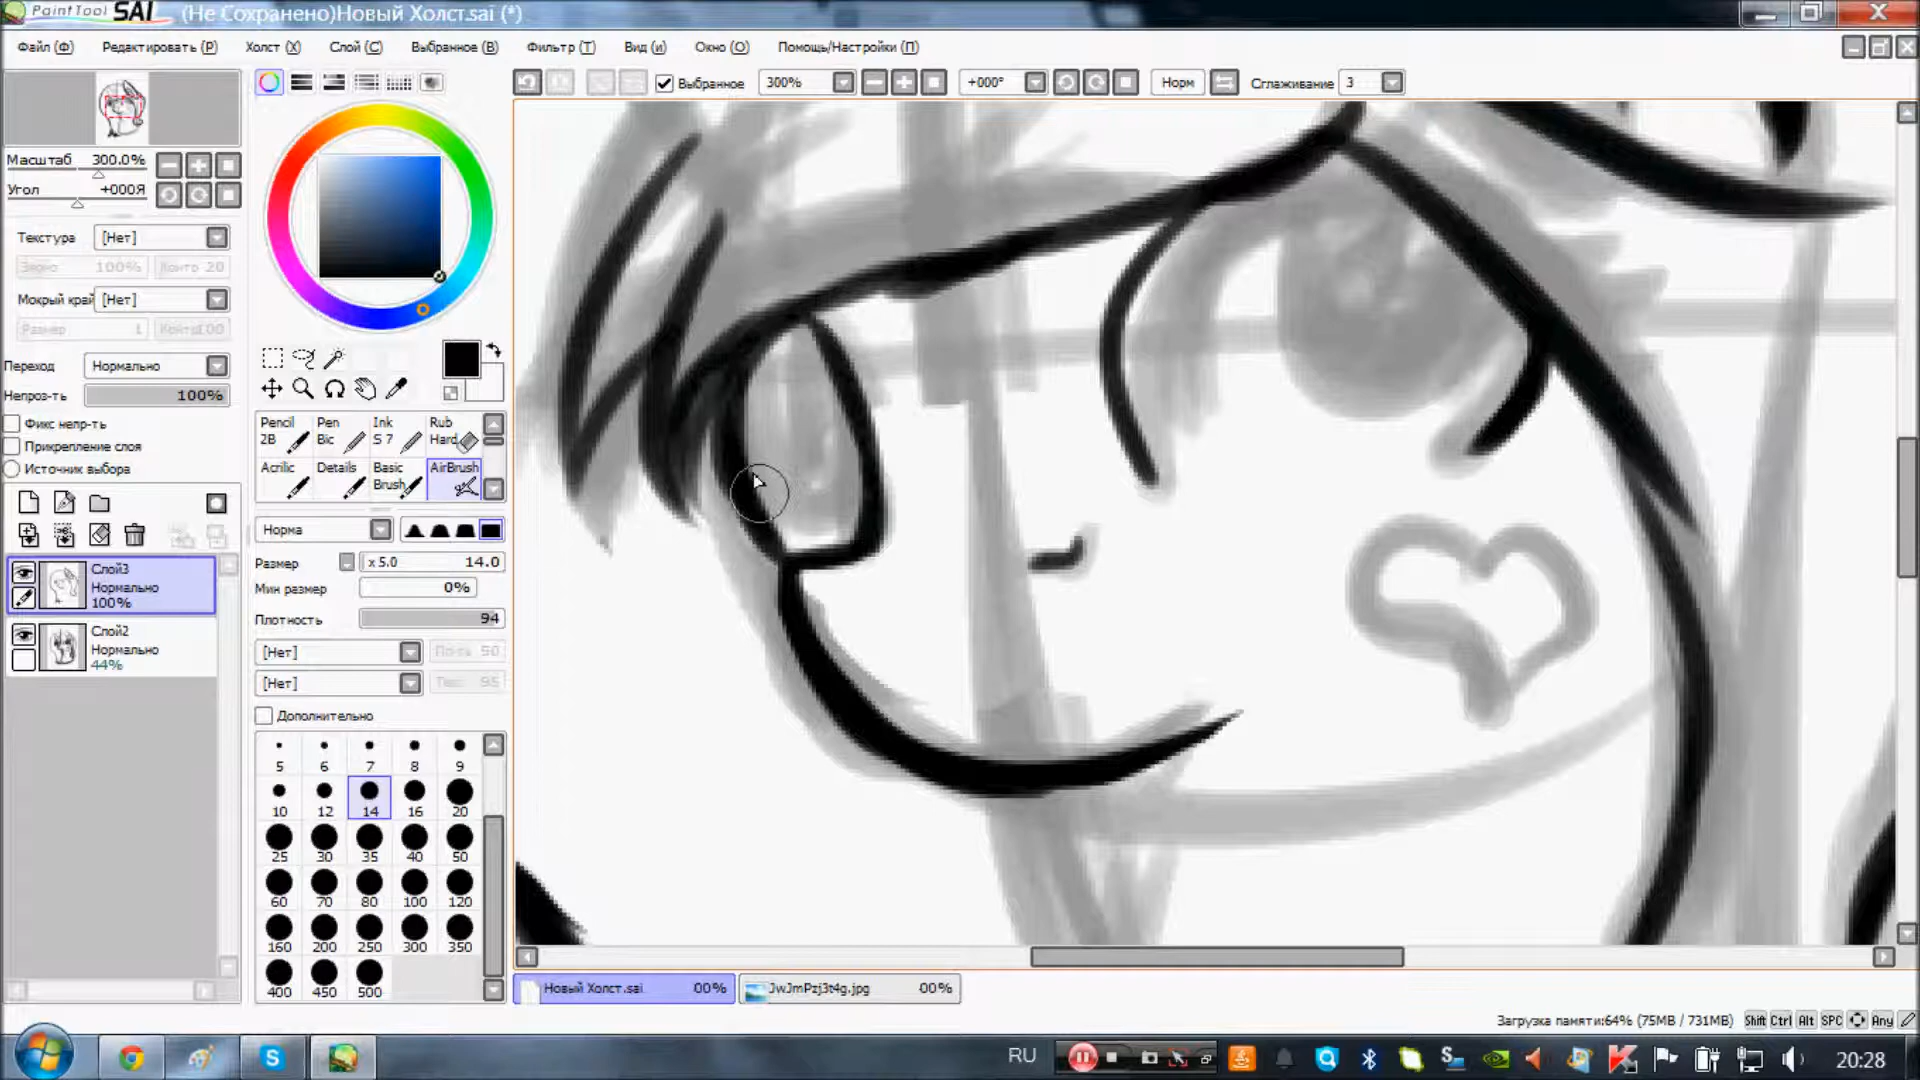 PaintTool SAI (Не Сохранено)Новый Холст.sai (*)
Файл (Ф) Редактировать (Р) Холст (Х) Слой (С) Выбранное (В) Фильтр (Т) Вид (и) Окно (О) Помощь/Настройки (П)
Выбранное 300% +000° Норм Сглаживание 3
Масштаб 300.0%
Угол +000Я
Текстура [Нет]
100% 20
Мокрый край [Нет]
Размер 1
Переход Нормально
Непроз-ть 100%
Фикс непр-ть
Прикрепление слоя
Источник выбора
Слой3
Нормально
100%
Слой2
Нормально
44%
Pencil 2B Pen Bic Ink S 7 Rub Hard
Acrilic Details Basic Brush AirBrush
Норма
Размер x 5.0 14.0
Мин размер 0%
Плотность 94
[Нет] 50
[Нет] 95
Дополнительно
5 6 7 8 9
10 12 14 16 20
25 30 35 40 50
60 70 80 100 120
160 200 250 300 350
400 450 500
Новый Холст.sai 00% JwJmPzj3t4g.jpg 00%
Загрузка памяти:64% (75MB / 731MB) Shift Ctrl Alt SPC Any
RU 20:28